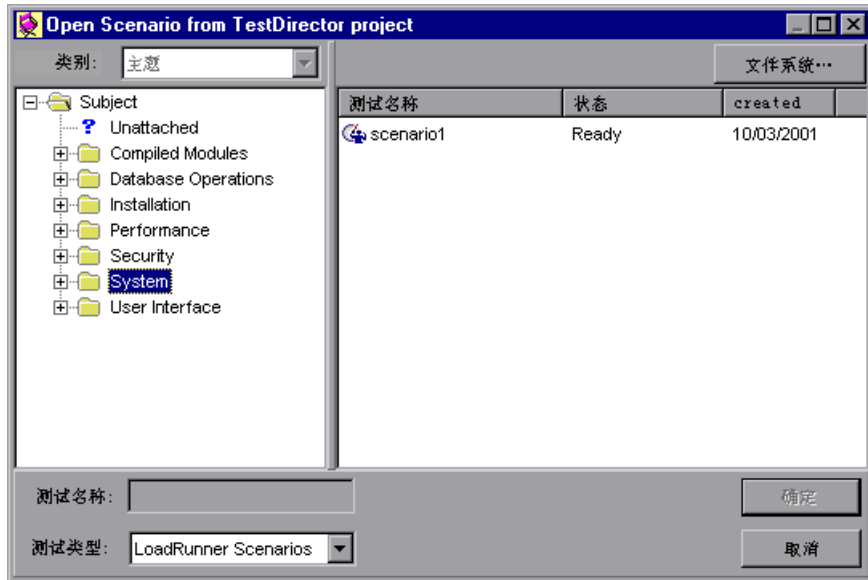 Open Scenario from TestDirector project
类别: 主题
文件系统…
Subject
Unattached
Compiled Modules
Database Operations
Installation
Performance
Security
System
User Interface
测试名称 状态 created
scenario1 Ready 10/03/2001
测试名称:
确定
测试类型: LoadRunner Scenarios
取消